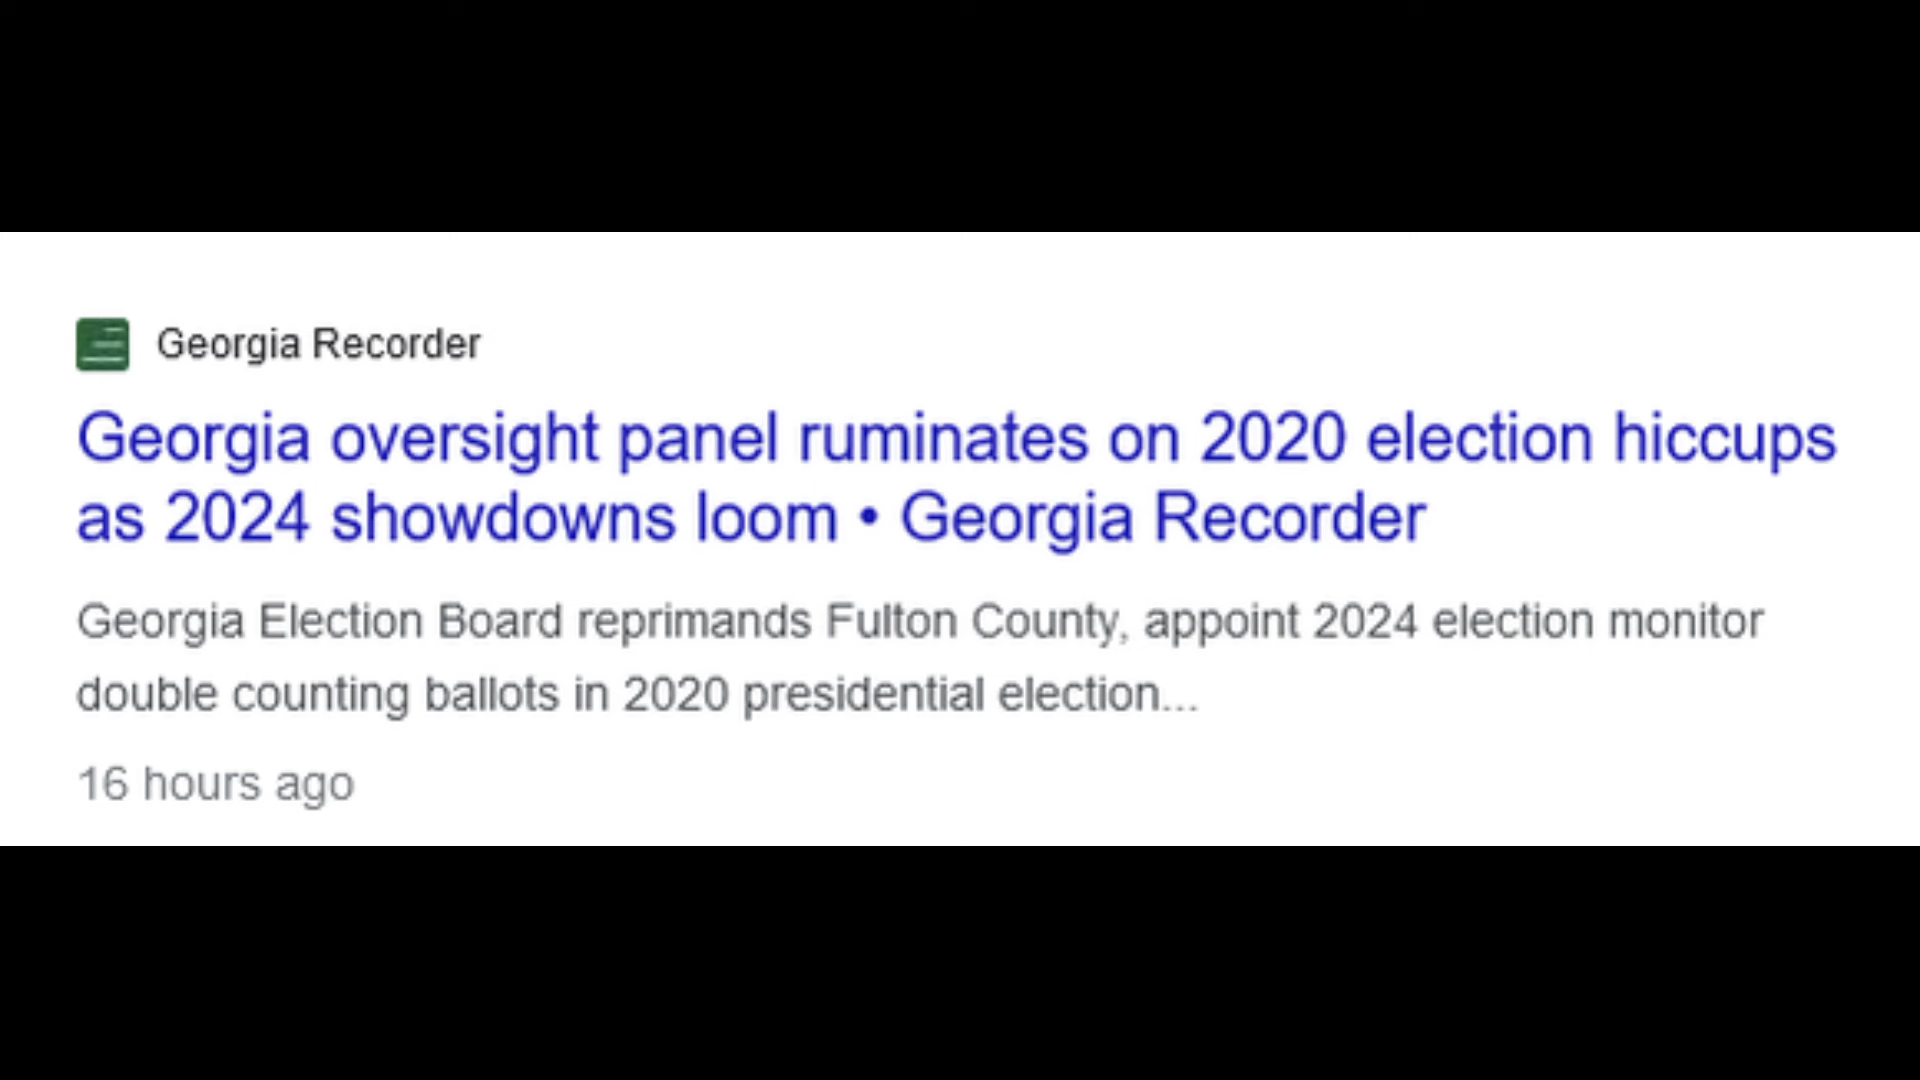 Georgia Recorder
Georgia oversight panel ruminates on 2020 election hiccups
as 2024 showdowns loom • Georgia Recorder
Georgia Election Board reprimands Fulton County, appoint 2024 election monitor
double counting ballots in 2020 presidential election...
16 hours ago